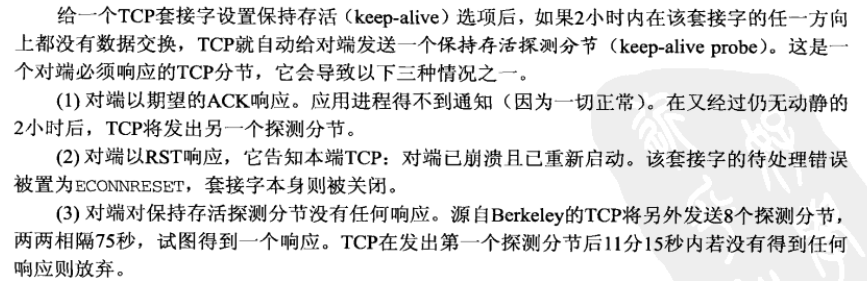 给一个TCP套接字设置保持存活（keep-alive）选项后，如果2小时内在该套接字的任一方向
上都没有数据交换，TCP就自动给对端发送一个保持存活探测分节（keep-alive probe）。这是一
个对端必须响应的TCP分节，它会导致以下三种情况之一。
(1) 对端以期望的ACK响应。应用进程得不到通知（因为一切正常）。在又经过仍无动静的
2小时后，TCP将发出另一个探测分节。
(2) 对端以RST响应，它告知本端TCP：对端已崩溃且已重新启动。该套接字的待处理错误
被置为ECONNRESET，套接字本身则被关闭。
(3) 对端对保持存活探测分节没有任何响应。源自Berkeley的TCP将另外发送8个探测分节，
两两相隔75秒，试图得到一个响应。TCP在发出第一个探测分节后11分15秒内若没有得到任何
响应则放弃。